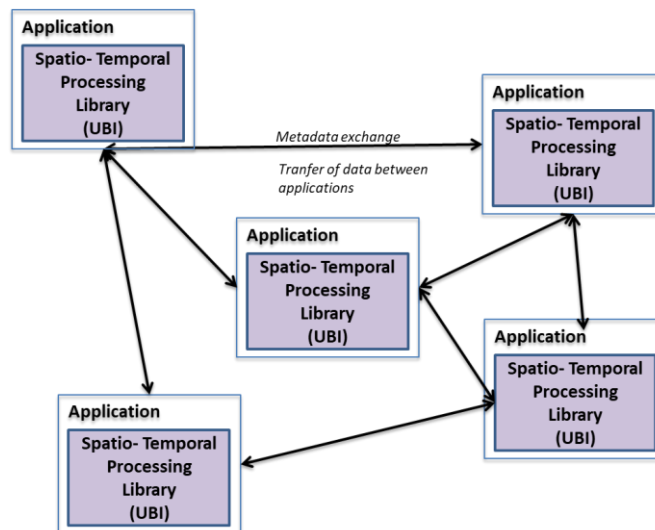 Application
Spatio- Temporal
Processing
Library
(UBI)
Application
Spatio- Temporal
Processing
Library
(UBI)
Metadata exchange
Tranfer of data between
applications
Application
Spatio- Temporal
Processing
Library
(UBI)
Application
Spatio- Temporal
Processing
Library
(UBI)
Application
Spatio- Temporal
Processing
Library
(UBI)